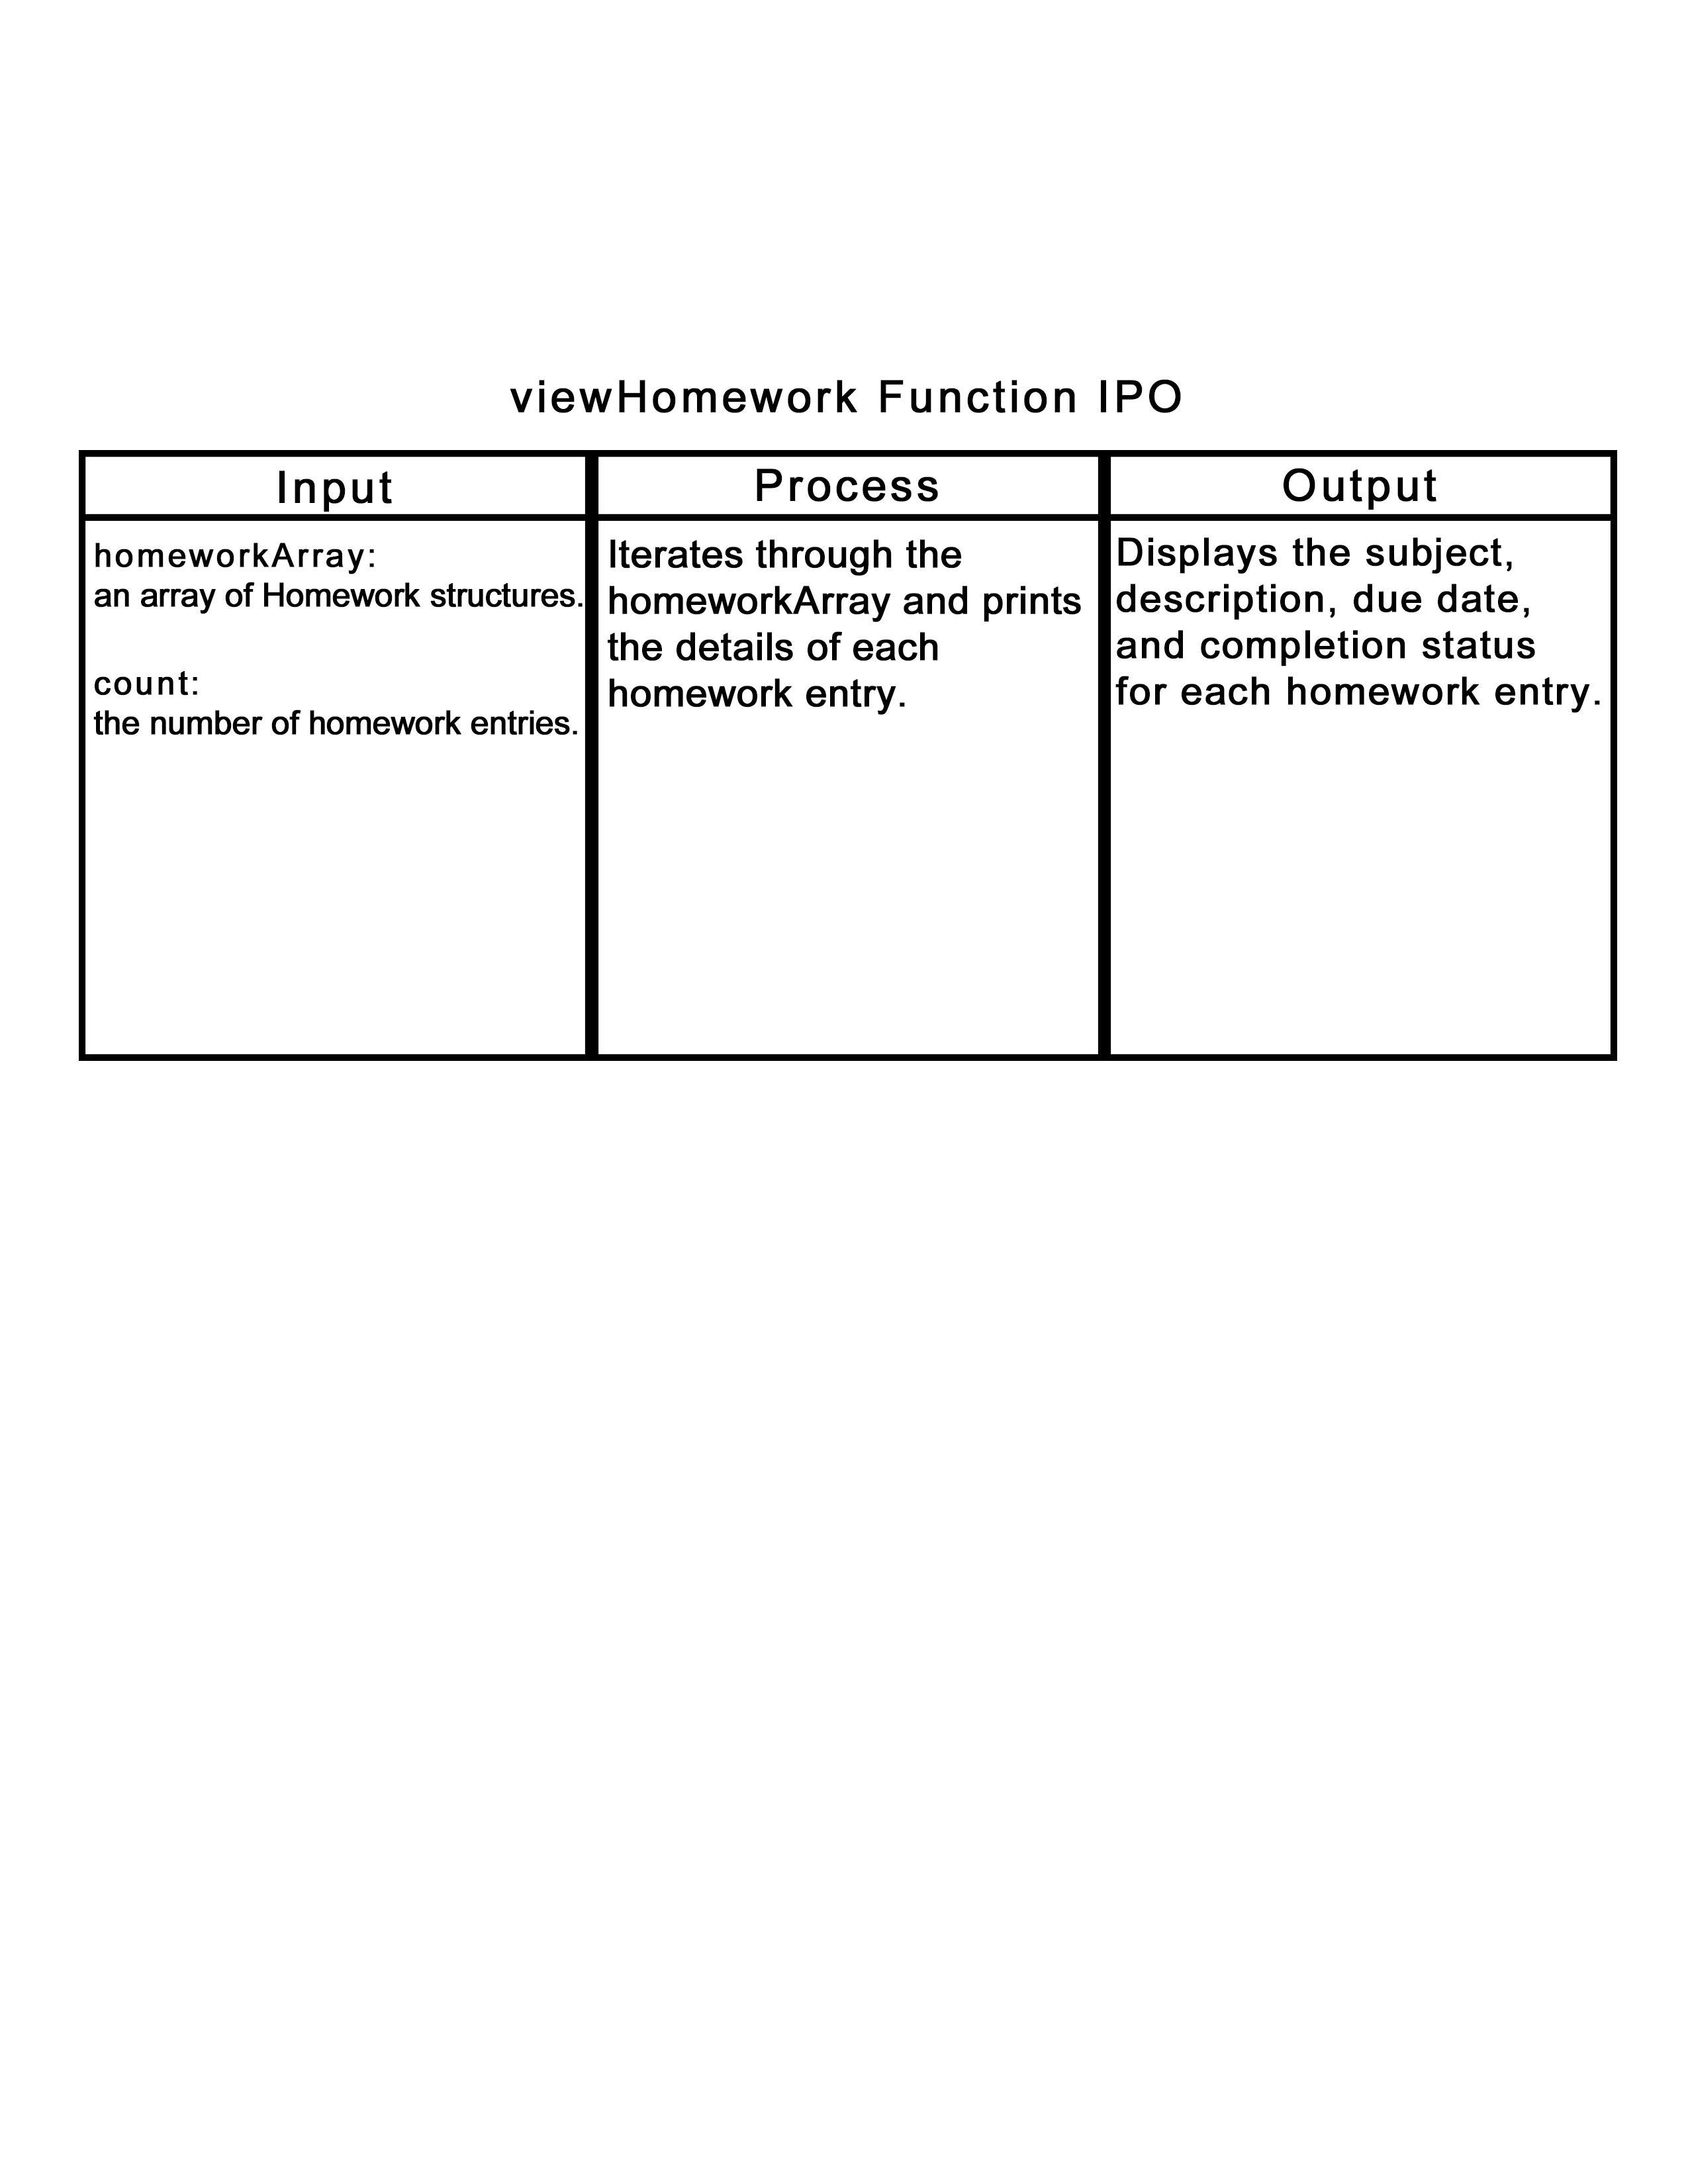 viewHomework Function IPO
Input
Process
Output
homeworkArray:
an array of Homework structures.
count:
the number of homework entries.
Iterates through the
homeworkArray and prints
the details of each
homework entry.
Displays the subject,
description, due date,
and completion status
for each homework entry.